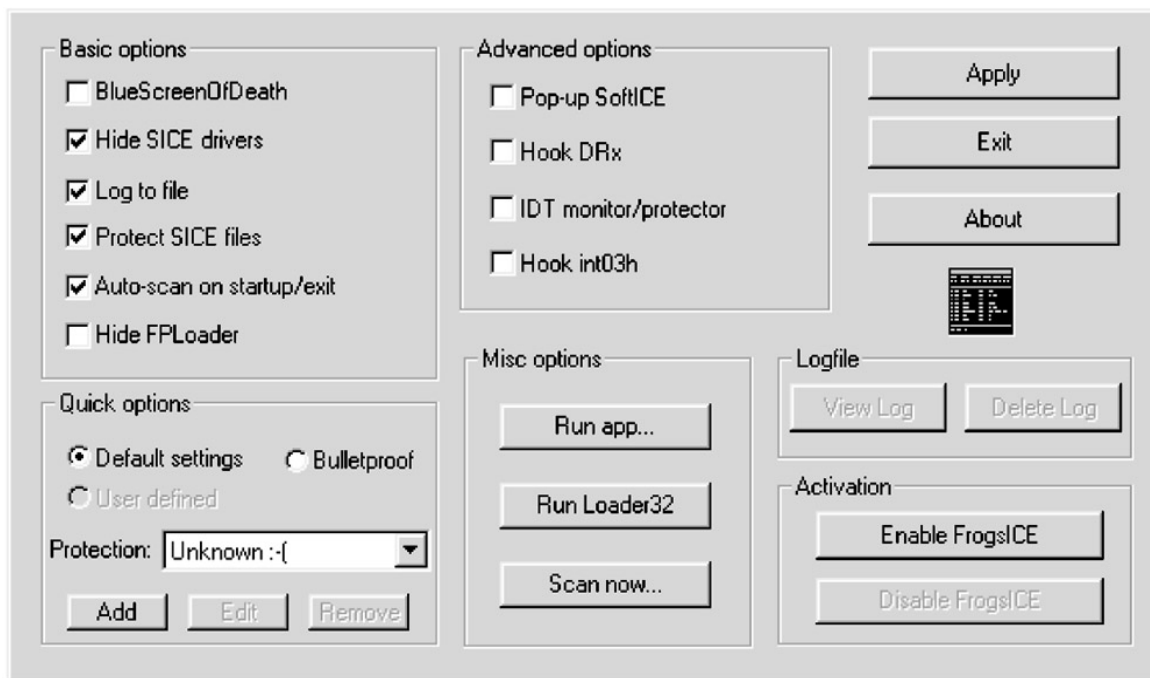 Basic options
BlueScreenOfDeath
Hide SICE drivers
Log to file
Protect SICE files
Auto-scan on startup/exit
Hide FPLoader
Advanced options
Pop-up SoftICE
Hook DRx
IDT monitor/protector
Hook int03h
Apply
Exit
About
Quick options
Default settings
Bulletproof
User defined
Protection:
Unknown :-(
Add
Edit
Remove
Misc options
Run app...
Run Loader32
Scan now...
Logfile
View Log
Delete Log
Activation
Enable FrogsICE
Disable FrogsICE